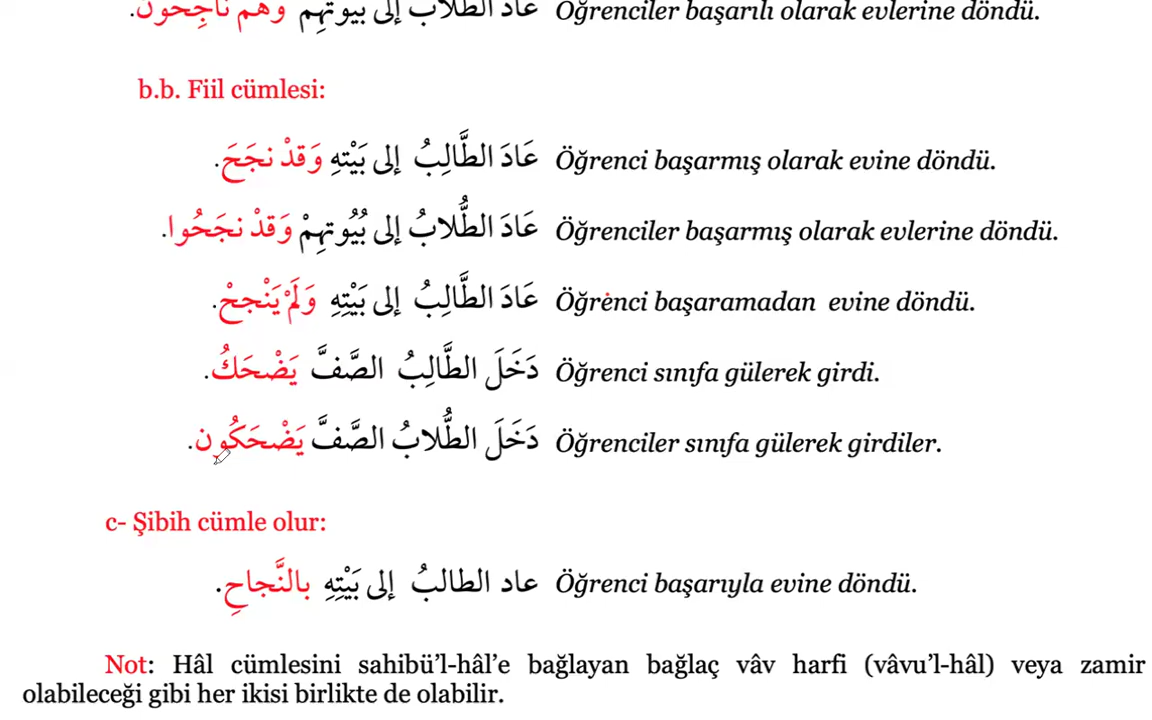 عاد الطلاب إلى بيوتهم وهم ناجحون. Öğrenciler başarılı olarak evlerine döndü.
b.b. Fiil cümlesi:
عَادَ الطَّالِبُ إلى بَيْتهِ وَقدْ نجَحَ. Öğrenci başarmış olarak evine döndü.
عَادَ الطُّلابُ إلى بُيُوتهِمْ وَقدْ نجَحُوا. Öğrenciler başarmış olarak evlerine döndü.
عَادَ الطَّالِبُ إلى بَيْتِهِ وَلَمْ يَنْجحْ. Öğrenci başaramadan evine döndü.
دَخَلَ الطَّالِبُ الصَّفَّ يَضْحَكُ. Öğrenci sınıfa gülerek girdi.
دَخَلَ الطُّلابُ الصَّفَّ يَضْحَكُون. Öğrenciler sınıfa gülerek girdiler.
c- Şibih cümle olur:
عاد الطالبُ إلى بَيْتِهِ بالنَّجاحِ. Öğrenci başarıyla evine döndü.
Not: Hâl cümlesini sahibü’l-hâl’e bağlayan bağlaç vâv harfi (vâvu’l-hâl) veya zamir
olabileceği gibi her ikisi birlikte de olabilir.